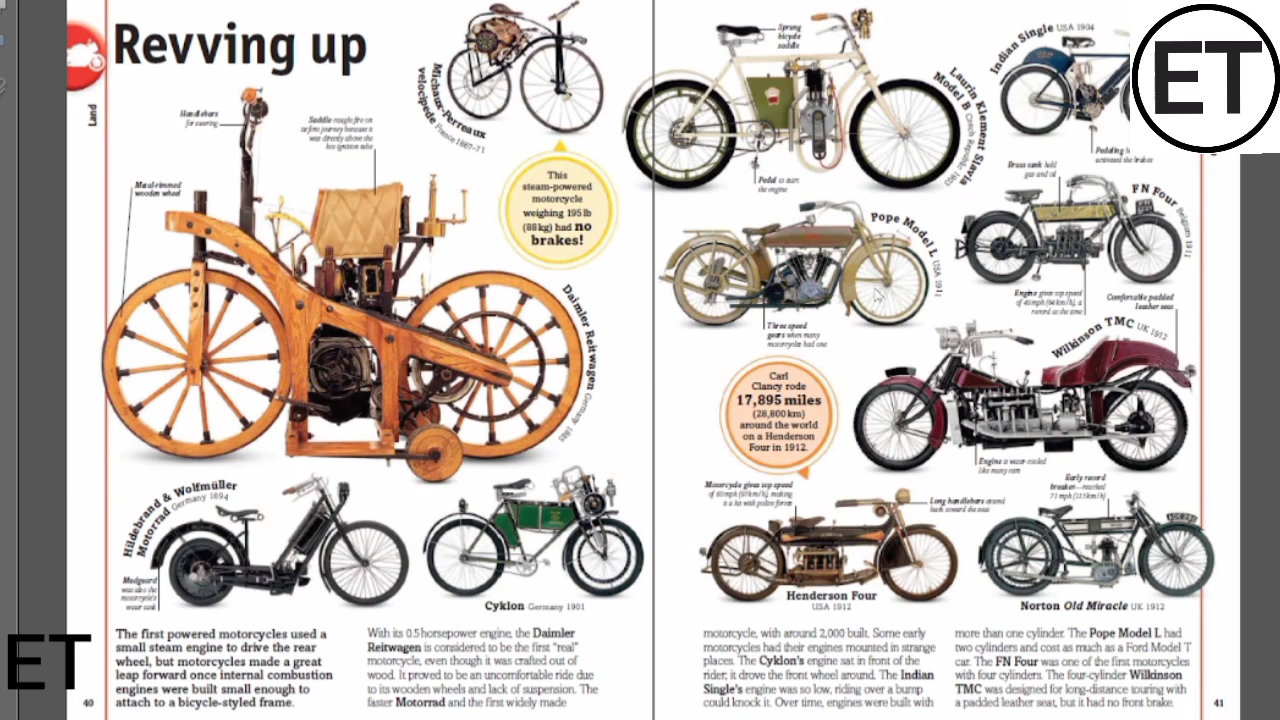 Revving up
Land
Handlebars
for steering
Saddle caught fire on
its first journey because it
was directly above the
hot ignition tube
Metal-rimmed
wooden wheel
Michaux-Perreaux
velocipede France 1867–71
This
steam-powered
motorcycle
weighing 195 lb
(88 kg) had no
brakes!
Daimler Reitwagen Germany 1885
Hildebrand & Wolfmüller
Motorrad Germany 1894
Mudguard
was also the
motorcycle's
water tank
Cyklon Germany 1901
The first powered motorcycles used a
small steam engine to drive the rear
wheel, but motorcycles made a great
leap forward once internal combustion
engines were built small enough to
attach to a bicycle-styled frame.
With its 0.5 horsepower engine, the Daimler
Reitwagen is considered to be the first "real"
motorcycle, even though it was crafted out of
wood. It proved to be an uncomfortable ride due
to its wooden wheels and lack of suspension. The
faster Motorrad and the first widely made
40
ET
Sprung
bicycle
saddle
Laurin Klement Slavia
Model B Czech Republic 1903
Pedal to start
the engine
Indian Single USA 1904
ET
Pedaling
activated the brakes
Brass tank held
gas and oil
FN Four Belgium 1911
Pope Model L USA 1911
Three speed
gears when many
motorcycles had one
Engine gives top speed
of 40 mph (64 km/h), a
record at the time
Comfortable padded
leather seat
Wilkinson TMC UK 1912
Carl
Clancy rode
17,895 miles
(28,800 km)
around the world
on a Henderson
Four in 1912.
Engine is water-cooled
like many cars
Motorcycle gives top speed
of 60 mph (97 km/h), making
it a hit with police forces
Long handlebars extend
back toward the seat
Henderson Four
USA 1912
Early record
breaker—reached
71 mph (115 km/h)
Norton Old Miracle UK 1912
motorcycle, with around 2,000 built. Some early
motorcycles had their engines mounted in strange
places. The Cyklon's engine sat in front of the
rider; it drove the front wheel around. The Indian
Single's engine was so low, riding over a bump
could knock it. Over time, engines were built with
more than one cylinder. The Pope Model L had
two cylinders and cost as much as a Ford Model T
car. The FN Four was one of the first motorcycles
with four cylinders. The four-cylinder Wilkinson
TMC was designed for long-distance touring with
a padded leather seat, but it had no front brake.
41